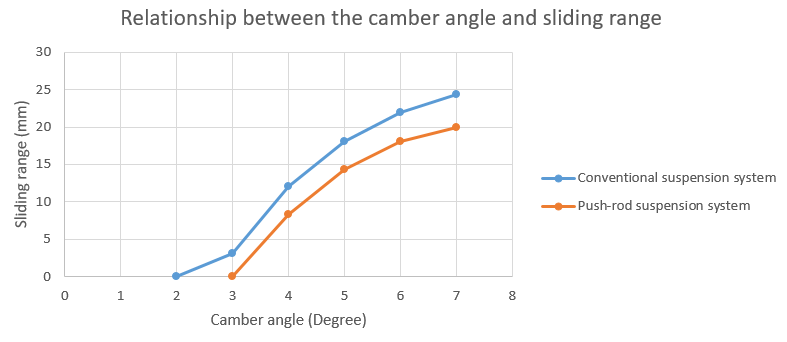 Relationship between the camber angle and sliding range
30
25
20
15
10
5
0
Sliding range (mm)
0 1 2 3 4 5 6 7 8
Camber angle (Degree)
Conventional suspension system
Push-rod suspension system